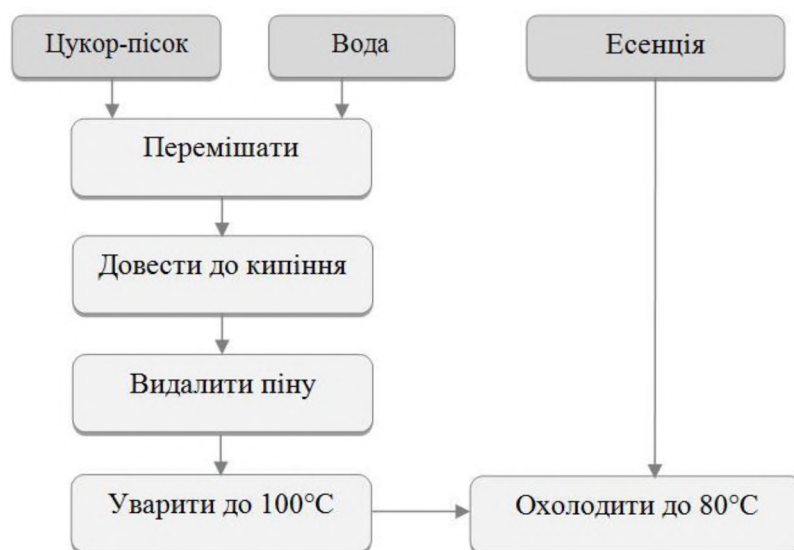 Цукор-пісок
Вода
Есенція
Перемішати
Довести до кипіння
Видалити піну
Уварити до 100°C
Охолодити до 80°C